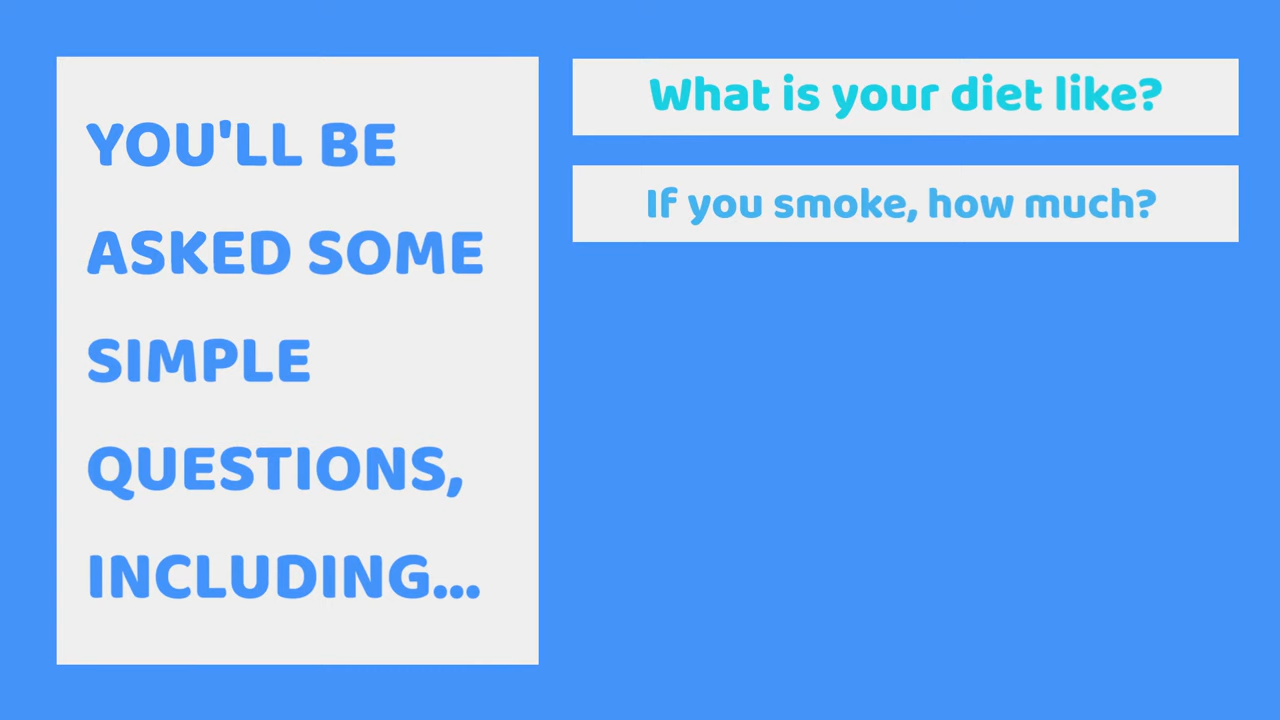 YOU'LL BE
ASKED SOME
SIMPLE
QUESTIONS,
INCLUDING...
What is your diet like?
If you smoke, how much?